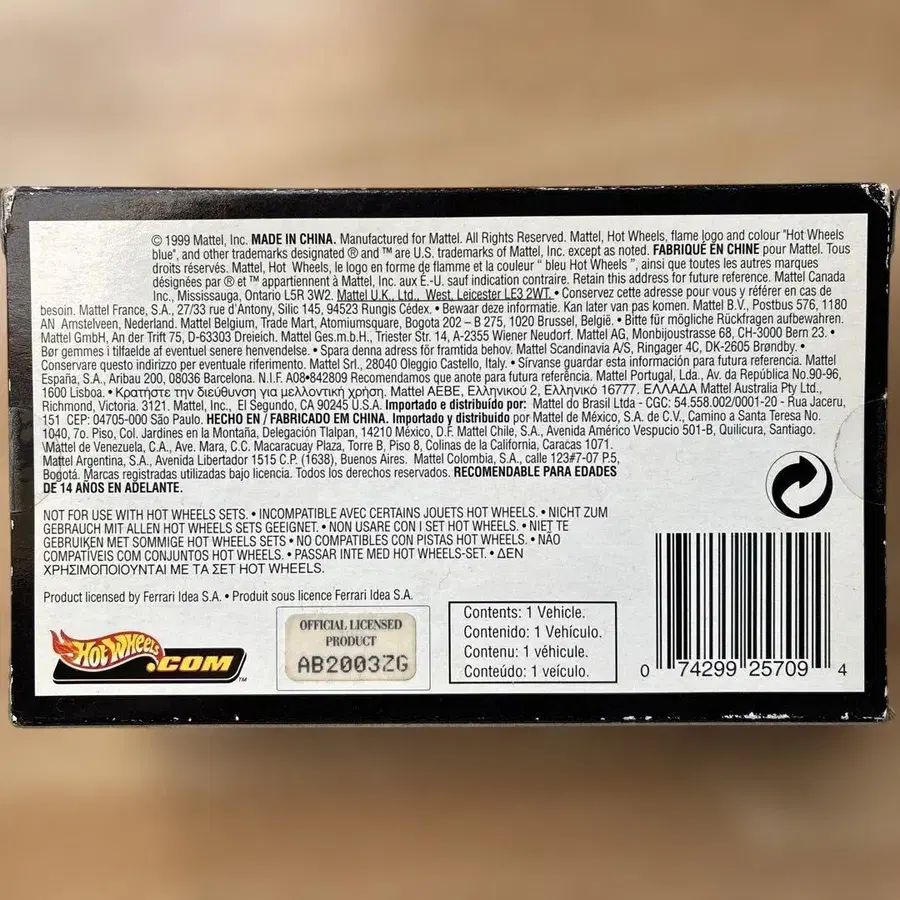 © 1999 Mattel, Inc. MADE IN CHINA. Manufactured for Mattel. All Rights Reserved. Mattel, Hot Wheels, flame logo and colour "Hot Wheels
blue", and other trademarks designated ® and ™ are U.S. trademarks of Mattel, Inc. except as noted. FABRIQUÉ EN CHINE pour Mattel. Tous
droits réservés. Mattel, Hot Wheels, le logo en forme de flamme et la couleur " bleu Hot Wheels ", ainsi que toutes les autres marques
désignées par ® et ™ appartiennent à Mattel, Inc. aux É.-U. sauf indication contraire. Retain this address for future reference. Mattel Canada
Inc., Mississauga, Ontario L5R 3W2. Mattel U.K., Ltd., West. Leicester LE3 2WT. • Conservez cette adresse pour vous y référer en cas de
besoin. Mattel France, S.A., 27/33 rue d'Antony, Silic 145, 94523 Rungis Cédex. • Bewaar deze informatie. Kan later van pas komen. Mattel B.V., Postbus 576, 1180
AN Amstelveen, Nederland. Mattel Belgium, Trade Mart, Atomiumsquare, Bogota 202 – B 275, 1020 Brussel, België. • Bitte für mögliche Rückfragen aufbewahren.
Mattel GmbH, An der Trift 75, D-63303 Dreieich. Mattel Ges.m.b.H., Triester Str. 14, A-2355 Wiener Neudorf. Mattel AG, Monbijoustrasse 68, CH-3000 Bern 23. •
Bør gemmes i tilfælde af eventuel senere henvendelse. • Spara denna adress för framtida behov. Mattel Scandinavia A/S, Ringager 4C, DK-2605 Brøndby. •
Conservare questo indirizzo per eventuale riferimento. Mattel Srl., 28040 Oleggio Castello, Italy. • Sírvanse guardar esta información para futura referencia. Mattel
España, S.A., Aribau 200, 08036 Barcelona. N.I.F. A08•842809 Recomendamos que anote para futura referência. Mattel Portugal, Lda., Av. da República No.90-96,
1600 Lisboa. • Κρατήστε την διεύθυνση για μελλοντική χρήση. Mattel AEBE, Ελληνικού 2, Ελληνικό 16777. ΕΛΛΑΔΑ Mattel Australia Pty Ltd.,
Richmond, Victoria. 3121. Mattel, Inc., El Segundo, CA 90245 U.S.A. Importado e distribuido por: Mattel do Brasil Ltda - CGC: 54.558.002/0001-20 - Rua Jaceru,
151 CEP: 04705-000 São Paulo. HECHO EN / FABRICADO EM CHINA. Importado y distribuido por Mattel de México, S.A. de C.V., Camino a Santa Teresa No.
1040, 7o. Piso, Col. Jardines en la Montaña, Delegación Tlalpan, 14210 México, D.F. Mattel Chile, S.A., Avenida Américo Vespucio 501-B, Quilicura, Santiago.
Mattel de Venezuela, C.A., Ave. Mara, C.C. Macaracuay Plaza, Torre B, Piso 8, Colinas de la California, Caracas 1071.
Mattel Argentina, S.A., Avenida Libertador 1515 C.P. (1638), Buenos Aires. Mattel Colombia, S.A., calle 123#7-07 P.5,
Bogotá. Marcas registradas utilizadas bajo licencia. Todos los derechos reservados. RECOMENDABLE PARA EDADES
DE 14 AÑOS EN ADELANTE.
NOT FOR USE WITH HOT WHEELS SETS. • INCOMPATIBLE AVEC CERTAINS JOUETS HOT WHEELS. • NICHT ZUM
GEBRAUCH MIT ALLEN HOT WHEELS SETS GEEIGNET. • NON USARE CON I SET HOT WHEELS. • NIET TE
GEBRUIKEN MET SOMMIGE HOT WHEELS SETS • NO COMPATIBLES CON PISTAS HOT WHEELS. • NÃO
COMPATÍVEIS COM CONJUNTOS HOT WHEELS. • PASSAR INTE MED HOT WHEELS-SET. • ΔΕΝ
ΧΡΗΣΙΜΟΠΟΙΟΥΝΤΑΙ ΜΕ ΤΑ ΣΕΤ HOT WHEELS.
Product licensed by Ferrari Idea S.A. • Produit sous licence Ferrari Idea S.A.
Hot Wheels
.COM™
OFFICIAL LICENSED
PRODUCT
AB2003ZG
Contents: 1 Vehicle.
Contenido: 1 Vehículo.
Contenu: 1 véhicule.
Conteúdo: 1 veículo.
0 74299 25709 4